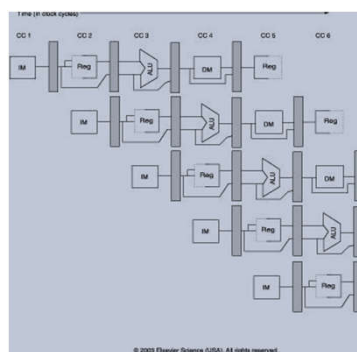 Time (in clock cycles)
CC 1 CC 2 CC 3 CC 4 CC 5 CC 6
IM Reg ALU DM Reg
IM Reg ALU DM Reg
IM Reg ALU DM
IM Reg ALU
IM Reg
© 2003 Elsevier Science (USA). All rights reserved.